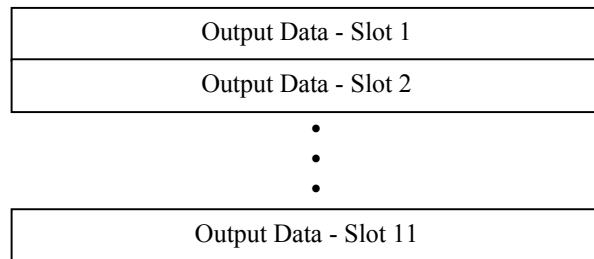 Output Data - Slot 1
Output Data - Slot 2
Output Data - Slot 11